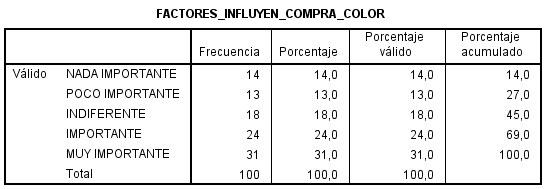 FACTORES_INFLUYEN_COMPRA_COLOR
Frecuencia Porcentaje Porcentaje válido Porcentaje acumulado
Válido NADA IMPORTANTE 14 14,0 14,0 14,0
POCO IMPORTANTE 13 13,0 13,0 27,0
INDIFERENTE 18 18,0 18,0 45,0
IMPORTANTE 24 24,0 24,0 69,0
MUY IMPORTANTE 31 31,0 31,0 100,0
Total 100 100,0 100,0